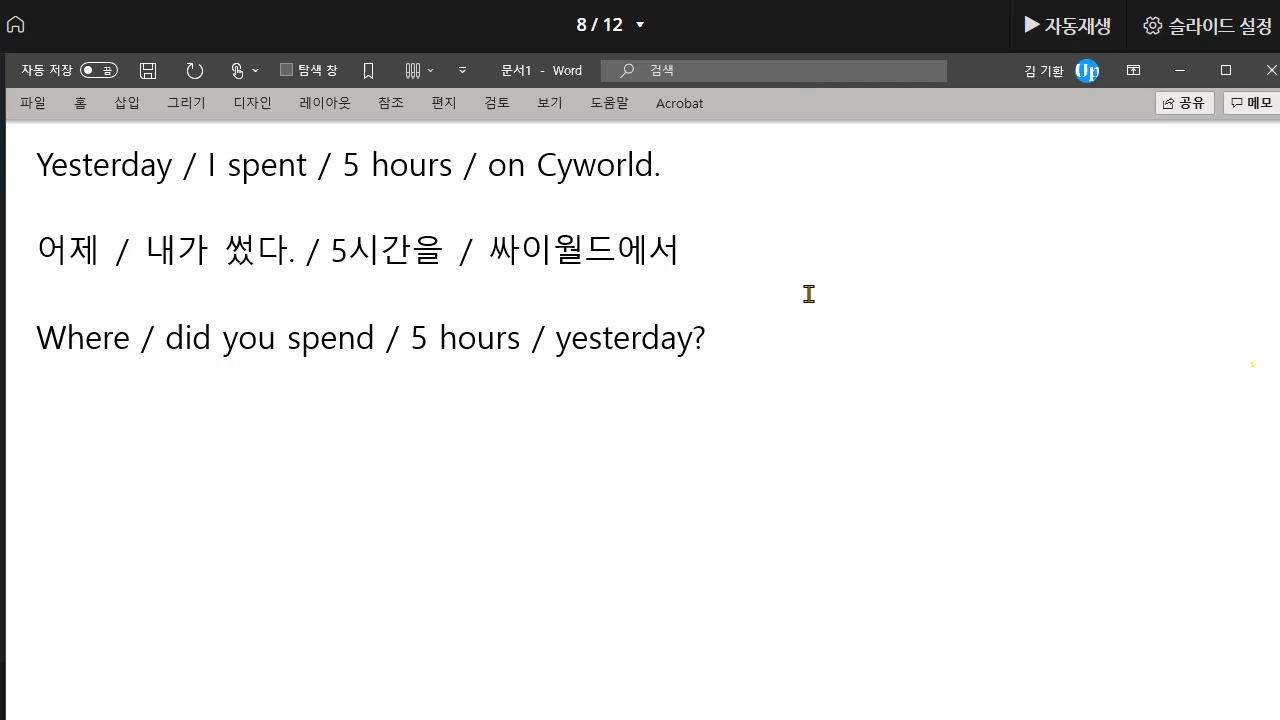 8 / 12
자동재생
슬라이드 설정
자동 저장
끔
탐색 창
문서1 - Word
검색
김 기환
Up
파일 홈 삽입 그리기 디자인 레이아웃 참조 편지 검토 보기 도움말 Acrobat
공유
메모
Yesterday / I spent / 5 hours / on Cyworld.
어제 / 내가 썼다. / 5시간을 / 싸이월드에서
Where / did you spend / 5 hours / yesterday?